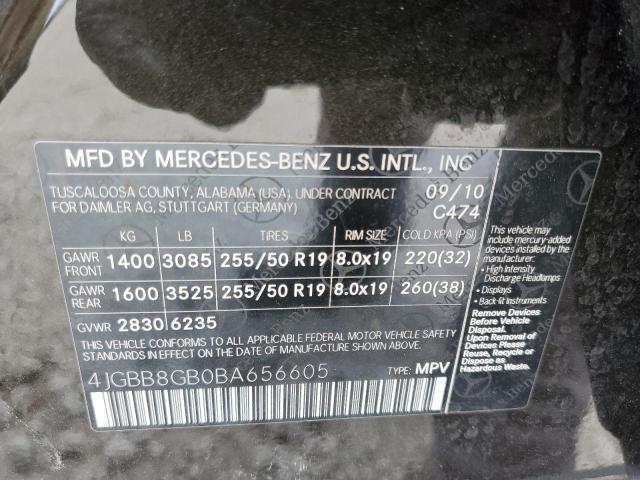 MFD BY MERCEDES-BENZ U.S. INTL., INC
TUSCALOOSA COUNTY, ALABAMA (USA), UNDER CONTRACT
FOR DAIMLER AG, STUTTGART (GERMANY)
09/10
C474
KG LB TIRES RIM SIZE COLD KPA (PSI)
GAWR FRONT 1400 3085 255/50 R19 8.0x19 220(32)
GAWR REAR 1600 3525 255/50 R19 8.0x19 260(38)
GVWR 2830 6235
THIS VEHICLE CONFORMS TO ALL APPLICABLE FEDERAL MOTOR VEHICLE SAFETY
STANDARDS IN EFFECT ON THE DATE OF MANUFACTURE SHOWN ABOVE.
4JGBB8GB0BA656605 TYPE: MPV
This vehicle may
include mercury-added
devices installed by the
manufacturer:
• High Intensity
Discharge Headlamps
• Displays
• Back-lit Instruments
Remove Devices
Before Vehicle Disposal.
Upon Removal of Devices
Please Reuse, Recycle
or Dispose as
Hazardous Waste.